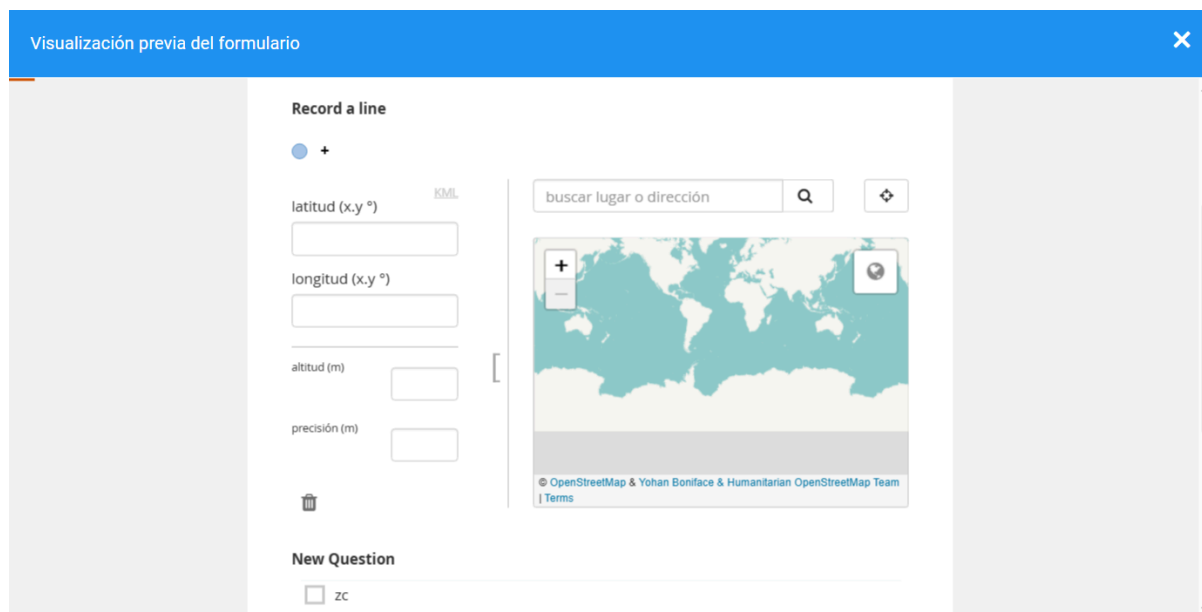 Visualización previa del formulario
Record a line
KML
latitud (x.y °)
longitud (x.y °)
altitud (m)
precisión (m)
buscar lugar o dirección
© OpenStreetMap & Yohan Boniface & Humanitarian OpenStreetMap Team
| Terms
New Question
zc